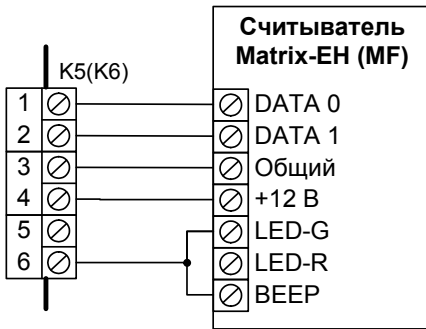 Считыватель
Matrix-EH (MF)
K5(K6)
1 DATA 0
2 DATA 1
3 Общий
4 +12 В
5 LED-G
6 LED-R
BEEP